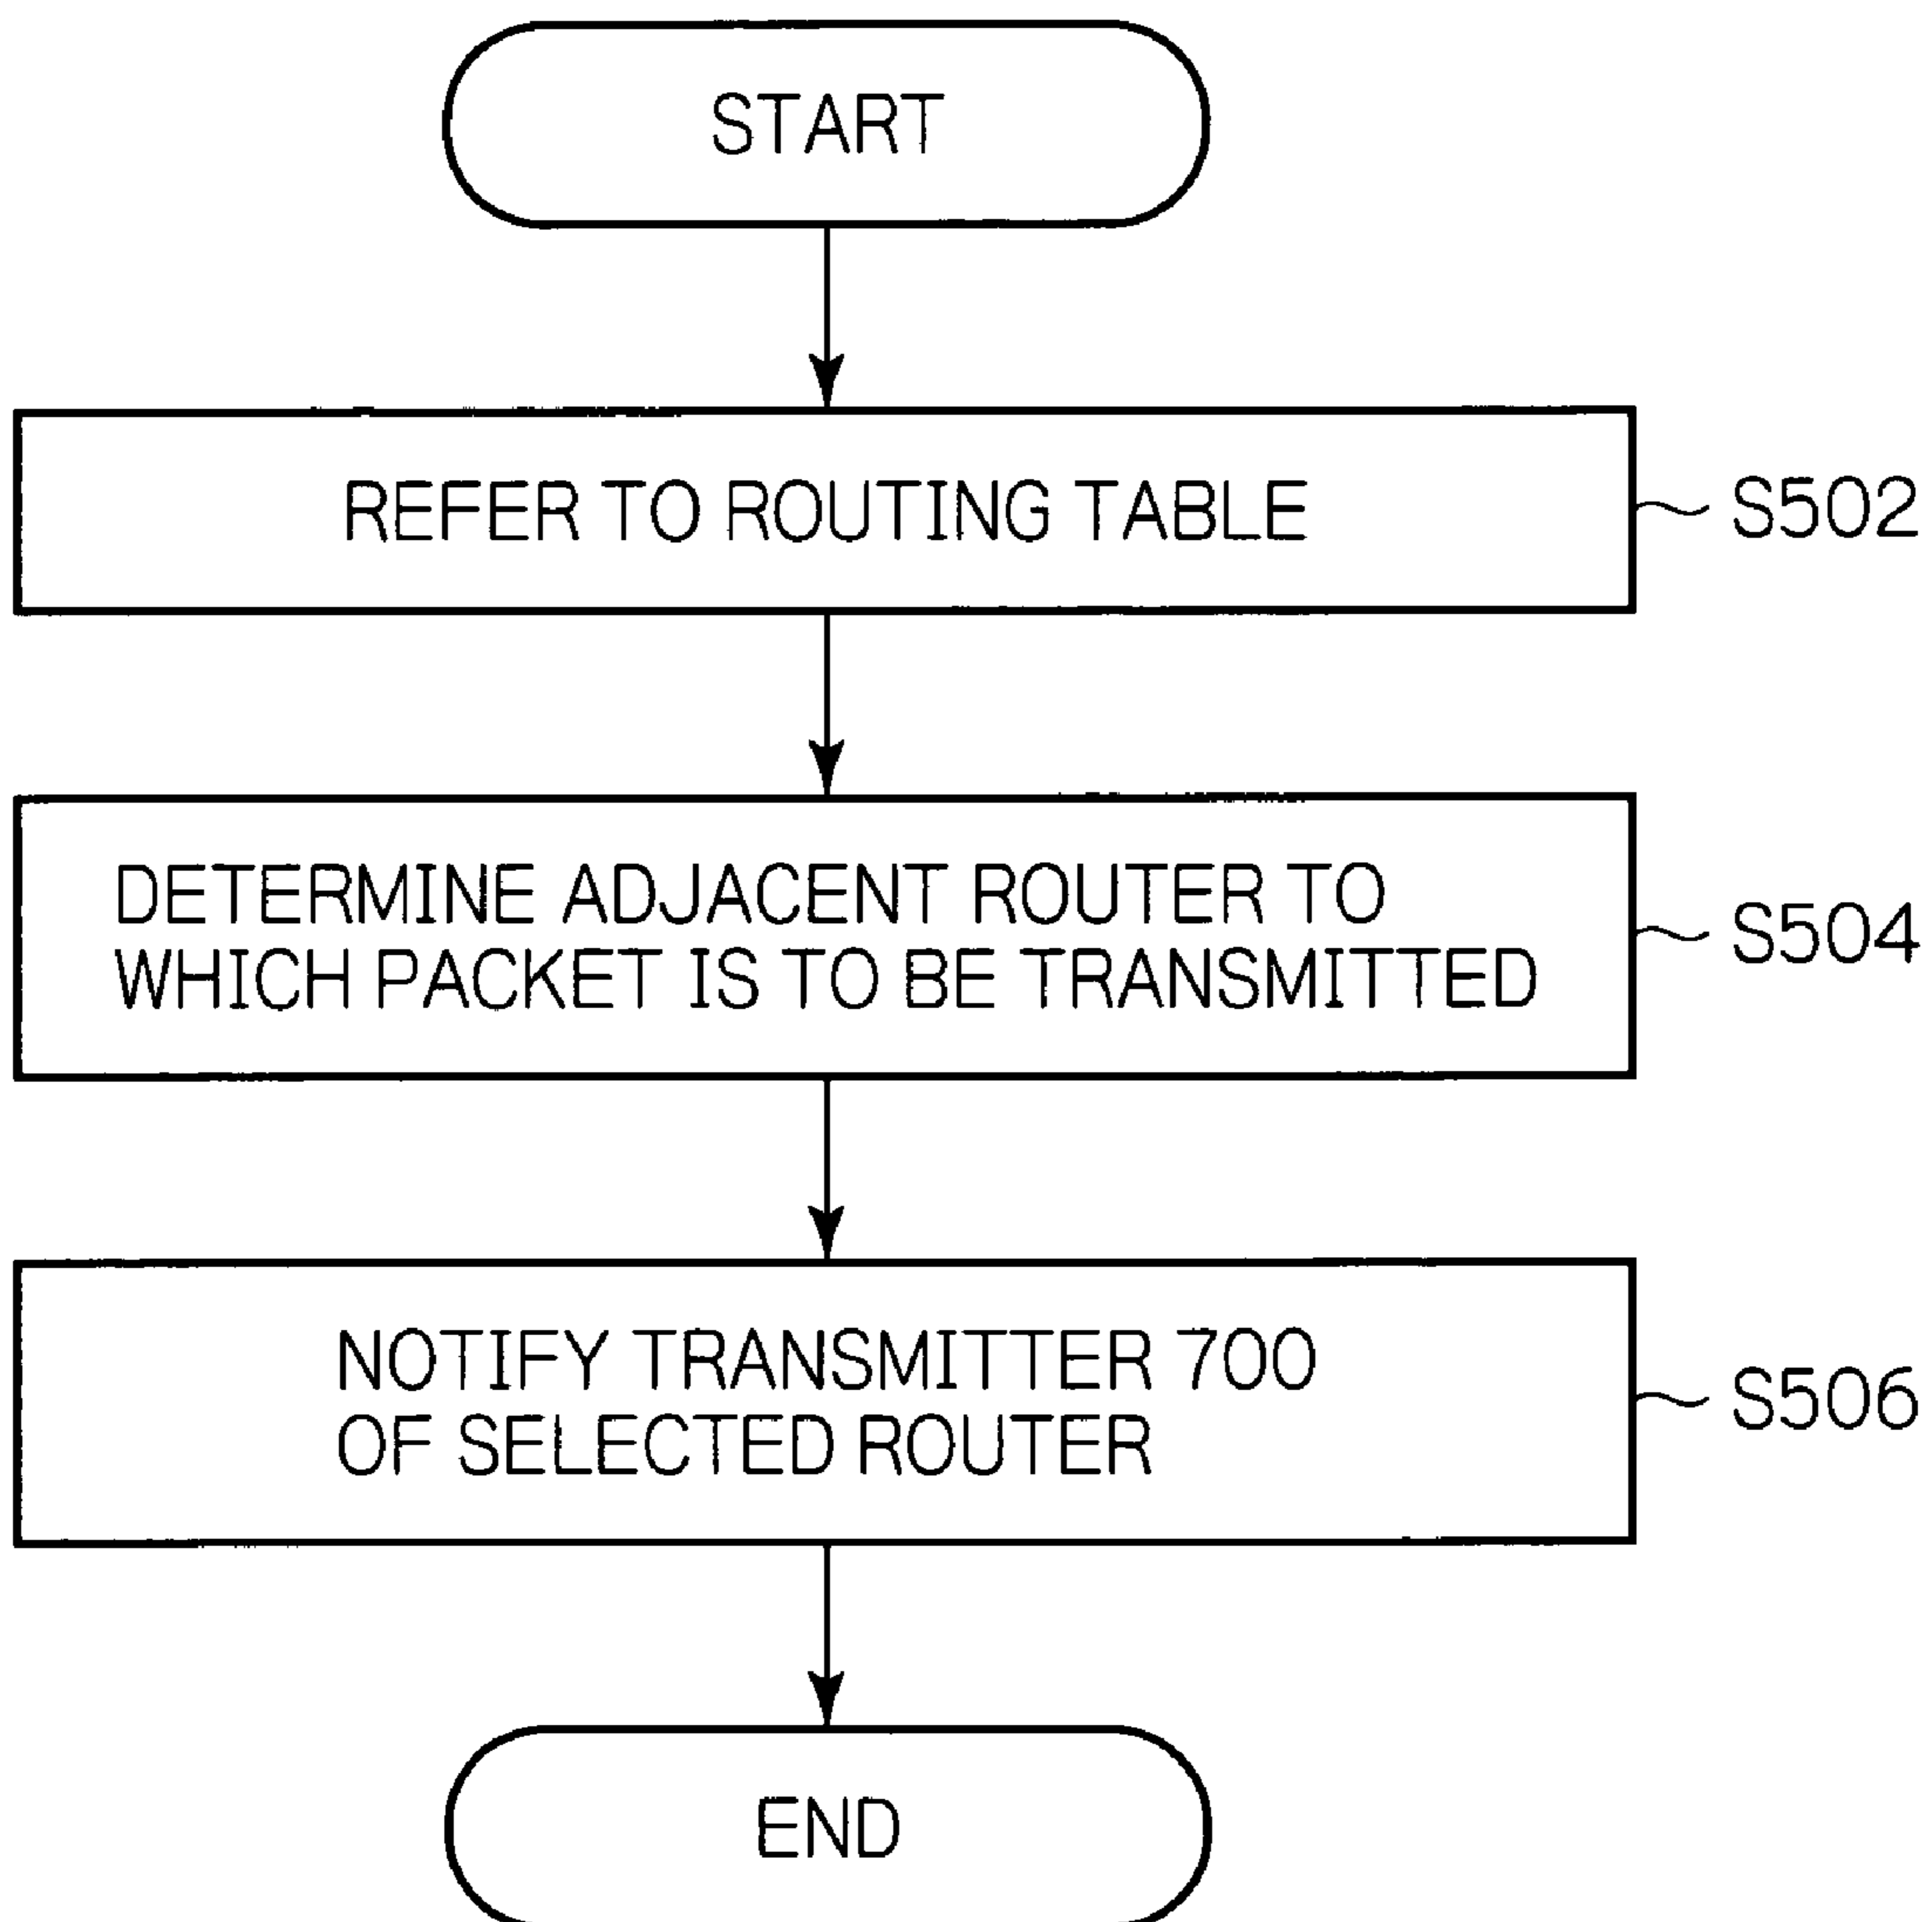 START
REFER TO ROUTING TABLE
S502
DETERMINE ADJACENT ROUTER TO
WHICH PACKET IS TO BE TRANSMITTED
S504
NOTIFY TRANSMITTER 700
OF SELECTED ROUTER
S506
END